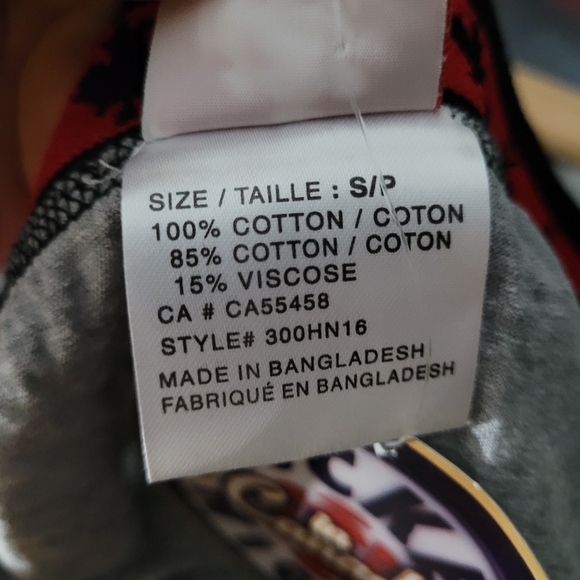 SIZE / TAILLE : S/P
100% COTTON / COTON
85% COTTON / COTON
15% VISCOSE
CA # CA55458
STYLE# 300HN16
MADE IN BANGLADESH
FABRIQUÉ EN BANGLADESH